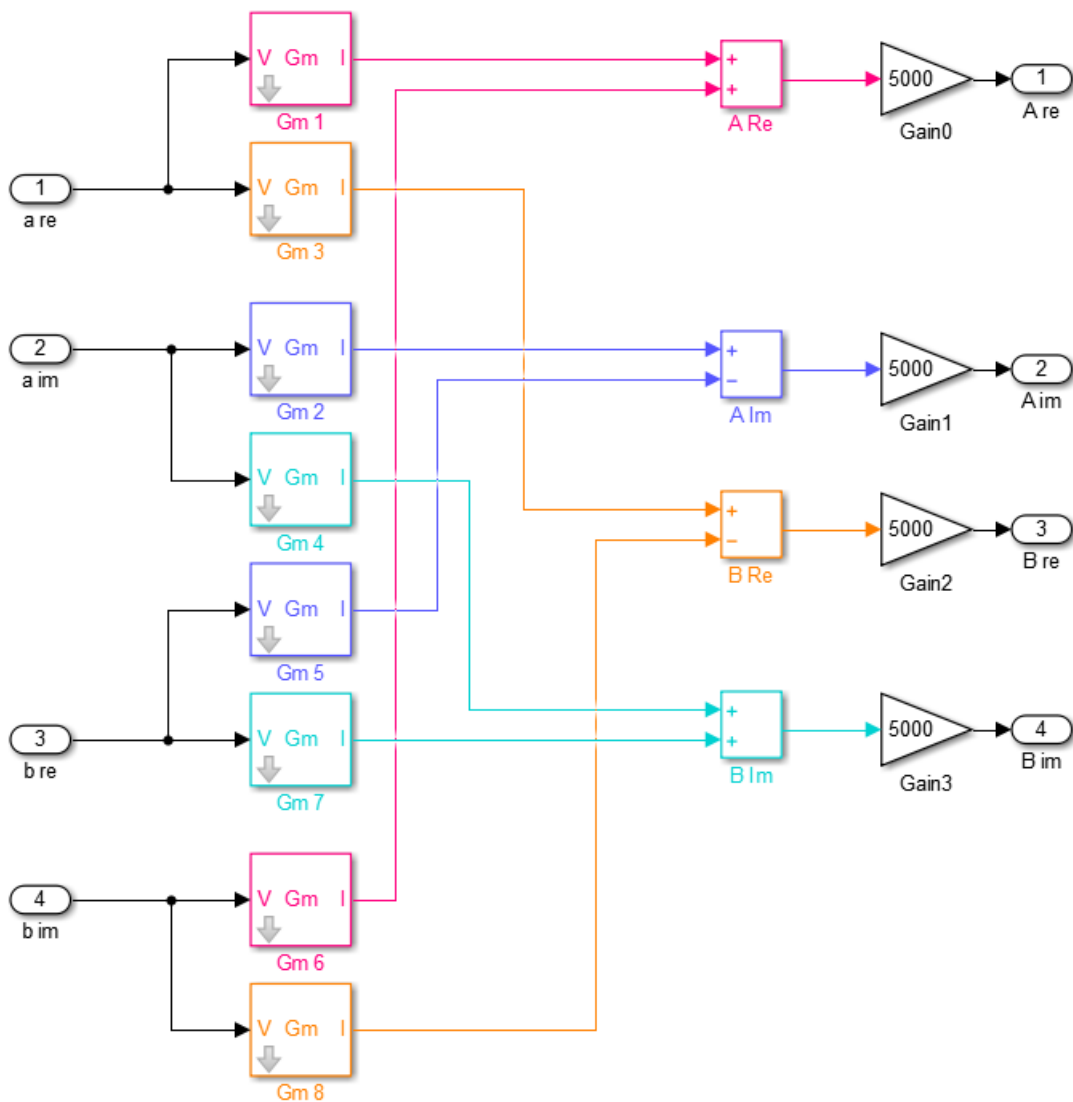 V Gm I
Gm 1
+
+
A Re
5000
Gain0
1
A re
1
a re
V Gm I
Gm 3
2
a im
V Gm I
Gm 2
+
−
A Im
5000
Gain1
2
A im
V Gm I
Gm 4
+
−
B Re
5000
Gain2
3
B re
V Gm I
Gm 5
3
b re
V Gm I
Gm 7
+
+
B Im
5000
Gain3
4
B im
4
b im
V Gm I
Gm 6
V Gm I
Gm 8